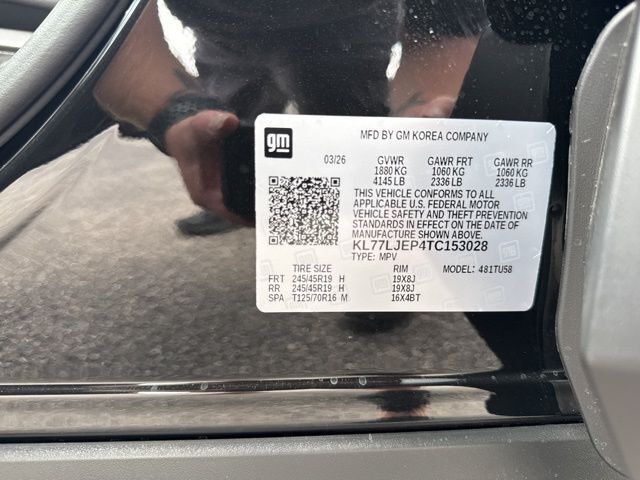 gm
MFD BY GM KOREA COMPANY
03/26 GVWR GAWR FRT GAWR RR
1880 KG 1060 KG 1060 KG
4145 LB 2336 LB 2336 LB
THIS VEHICLE CONFORMS TO ALL
APPLICABLE U.S. FEDERAL MOTOR
VEHICLE SAFETY AND THEFT PREVENTION
STANDARDS IN EFFECT ON THE DATE OF
MANUFACTURE SHOWN ABOVE.
KL77LJEP4TC153028
TYPE: MPV
TIRE SIZE RIM MODEL: 481TU58
FRT 245/45R19 H 19X8J
RR 245/45R19 H 19X8J
SPA T125/70R16 M 16X4BT